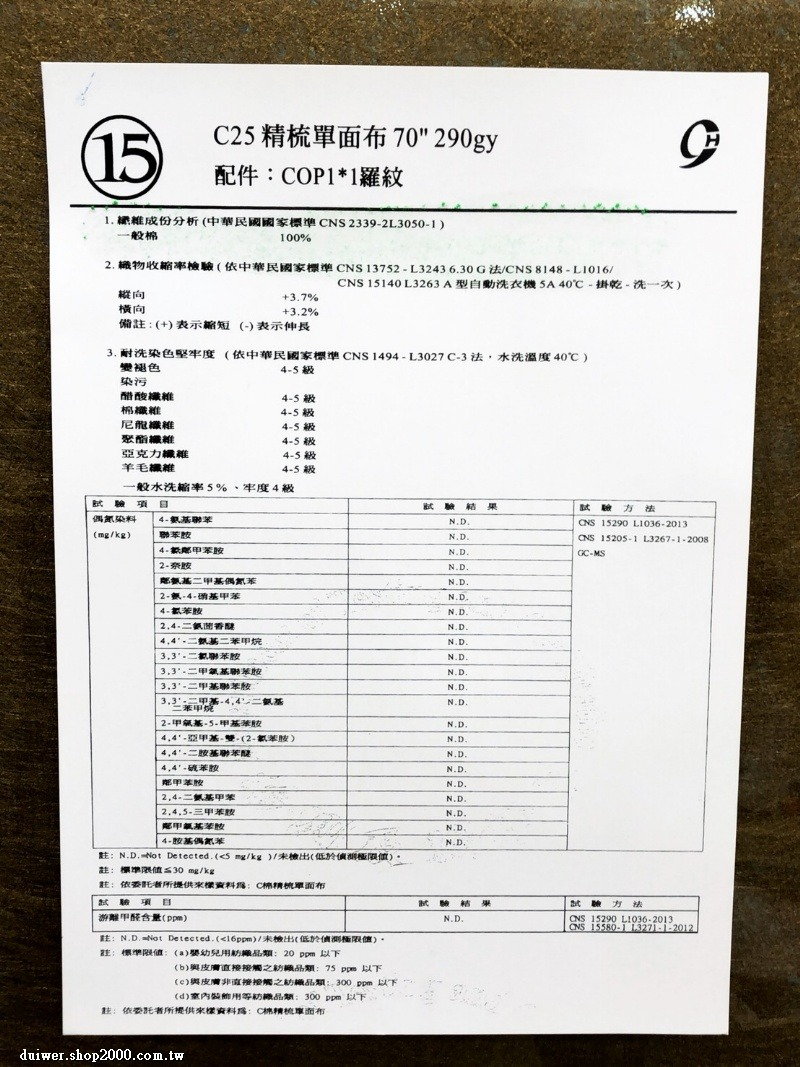 15
C25 精梳單面布 70" 290gy
配件：COP1*1羅紋
9H
1. 纖維成份分析 (中華民國國家標準 CNS 2339-2L3050-1)
一般棉 100%
2. 織物收縮率檢驗 ( 依中華民國國家標準 CNS 13752 - L3243 6.30 G 法/CNS 8148 - L1016/
CNS 15140 L3263 A 型自動洗衣機 5A 40℃ - 掛乾 - 洗一次 )
縱向 +3.7%
橫向 +3.2%
備註 : (+) 表示縮短 (-) 表示伸長
3. 耐洗染色堅牢度 ( 依中華民國國家標準 CNS 1494 - L3027 C-3 法，水洗溫度 40℃ )
變褪色 4-5 級
染污
醋酸纖維 4-5 級
棉纖維 4-5 級
尼龍纖維 4-5 級
聚酯纖維 4-5 級
亞克力纖維 4-5 級
羊毛纖維 4-5 級
一般水洗縮率 5%、牢度 4 級
試 驗 項 目 試 驗 結 果 試 驗 方 法
偶氮染料 4-氨基聯苯 N.D. CNS 15290 L1036-2013
(mg/kg) 聯苯胺 N.D. CNS 15205-1 L3267-1-2008
4-氯鄰甲苯胺 N.D. GC-MS
2-奈胺 N.D.
鄰氨基二甲基偶氮苯 N.D.
2-氨-4-硝基甲苯 N.D.
4-氯苯胺 N.D.
2,4-二氨茴香醚 N.D.
4,4'-二氨基二苯甲烷 N.D.
3,3'-二氯聯苯胺 N.D.
3,3'-二甲氧基聯苯胺 N.D.
3,3'-二甲基聯苯胺 N.D.
3,3'-二甲基-4,4'-二氨基 N.D.
二苯甲烷
2-甲氧基-5-甲基苯胺 N.D.
4,4'-亞甲基-雙-(2-氯苯胺) N.D.
4,4'-二胺基聯苯醚 N.D.
4,4'-硫苯胺 N.D.
鄰甲苯胺 N.D.
2,4-二氨基甲苯 N.D.
2,4,5-三甲苯胺 N.D.
鄰甲氧基苯胺 N.D.
4-胺基偶氮苯 N.D.
註: N.D.=Not Detected.(<5 mg/kg )/未檢出(低於偵測極限值)。
註: 標準限值≦30 mg/kg
註: 依委託者所提供來樣資料為: C棉精梳單面布
試 驗 項 目 試 驗 結 果 試 驗 方 法
游離甲醛含量(ppm) N.D. CNS 15290 L1036-2013
CNS 15580-1 L3271-1-2012
註: N.D.=Not Detected.(<16ppm)/未檢出(低於偵測極限值)。
註: 標準限值: (a)嬰幼兒用紡織品類: 20 ppm 以下
(b)與皮膚直接接觸之紡織品類: 75 ppm 以下
(c)與皮膚非直接接觸之紡織品類: 300 ppm 以下
(d)室內裝飾用等紡織品類: 300 ppm 以下
註: 依委託者所提供來樣資料為: C棉精梳單面布
duiwer.shop2000.com.tw